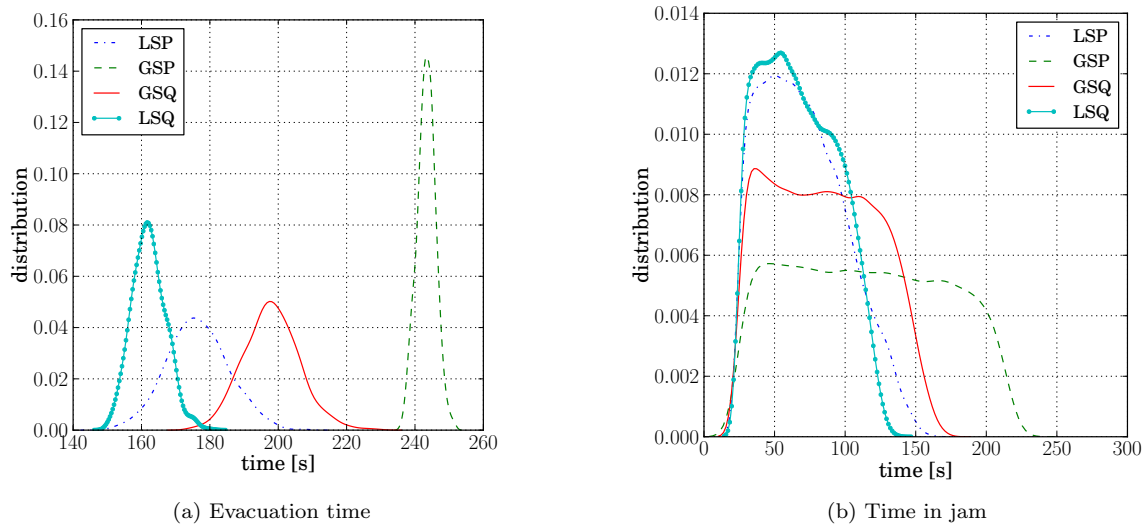 0.16
0.14
0.12
0.10
0.08
0.06
0.04
0.02
0.00
distribution
LSP
GSP
GSQ
LSQ
140 160 180 200 220 240 260
time [s]
(a) Evacuation time
0.014
0.012
0.010
0.008
0.006
0.004
0.002
0.000
distribution
LSP
GSP
GSQ
LSQ
0 50 100 150 200 250 300
time [s]
(b) Time in jam